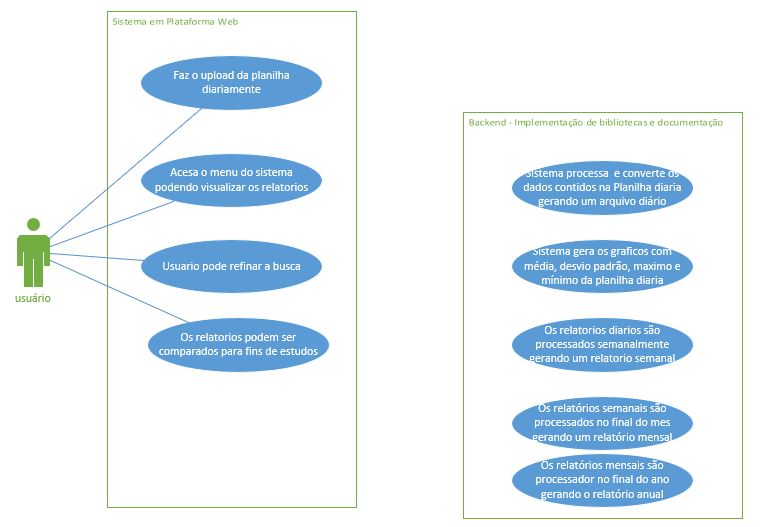 Sistema em Plataforma Web
Faz o upload da planilha
diariamente
Acesa o menu do sistema
podendo visualizar os relatorios
Usuario pode refinar a busca
Os relatorios podem ser
comparados para fins de estudos
usuário
Backend - Implementação de bibliotecas e documentação
Sistema processa e converte os
dados contidos na Planilha diaria
gerando um arquivo diário
Sistema gera os graficos com
média, desvio padrão, maximo e
mínimo da planilha diaria
Os relatorios diarios são
processados semanalmente
gerando um relatorio semanal
Os relatórios semanais são
processados no final do mes
gerando um relatório mensal
Os relatórios mensais são
processador no final do ano
gerando o relatório anual